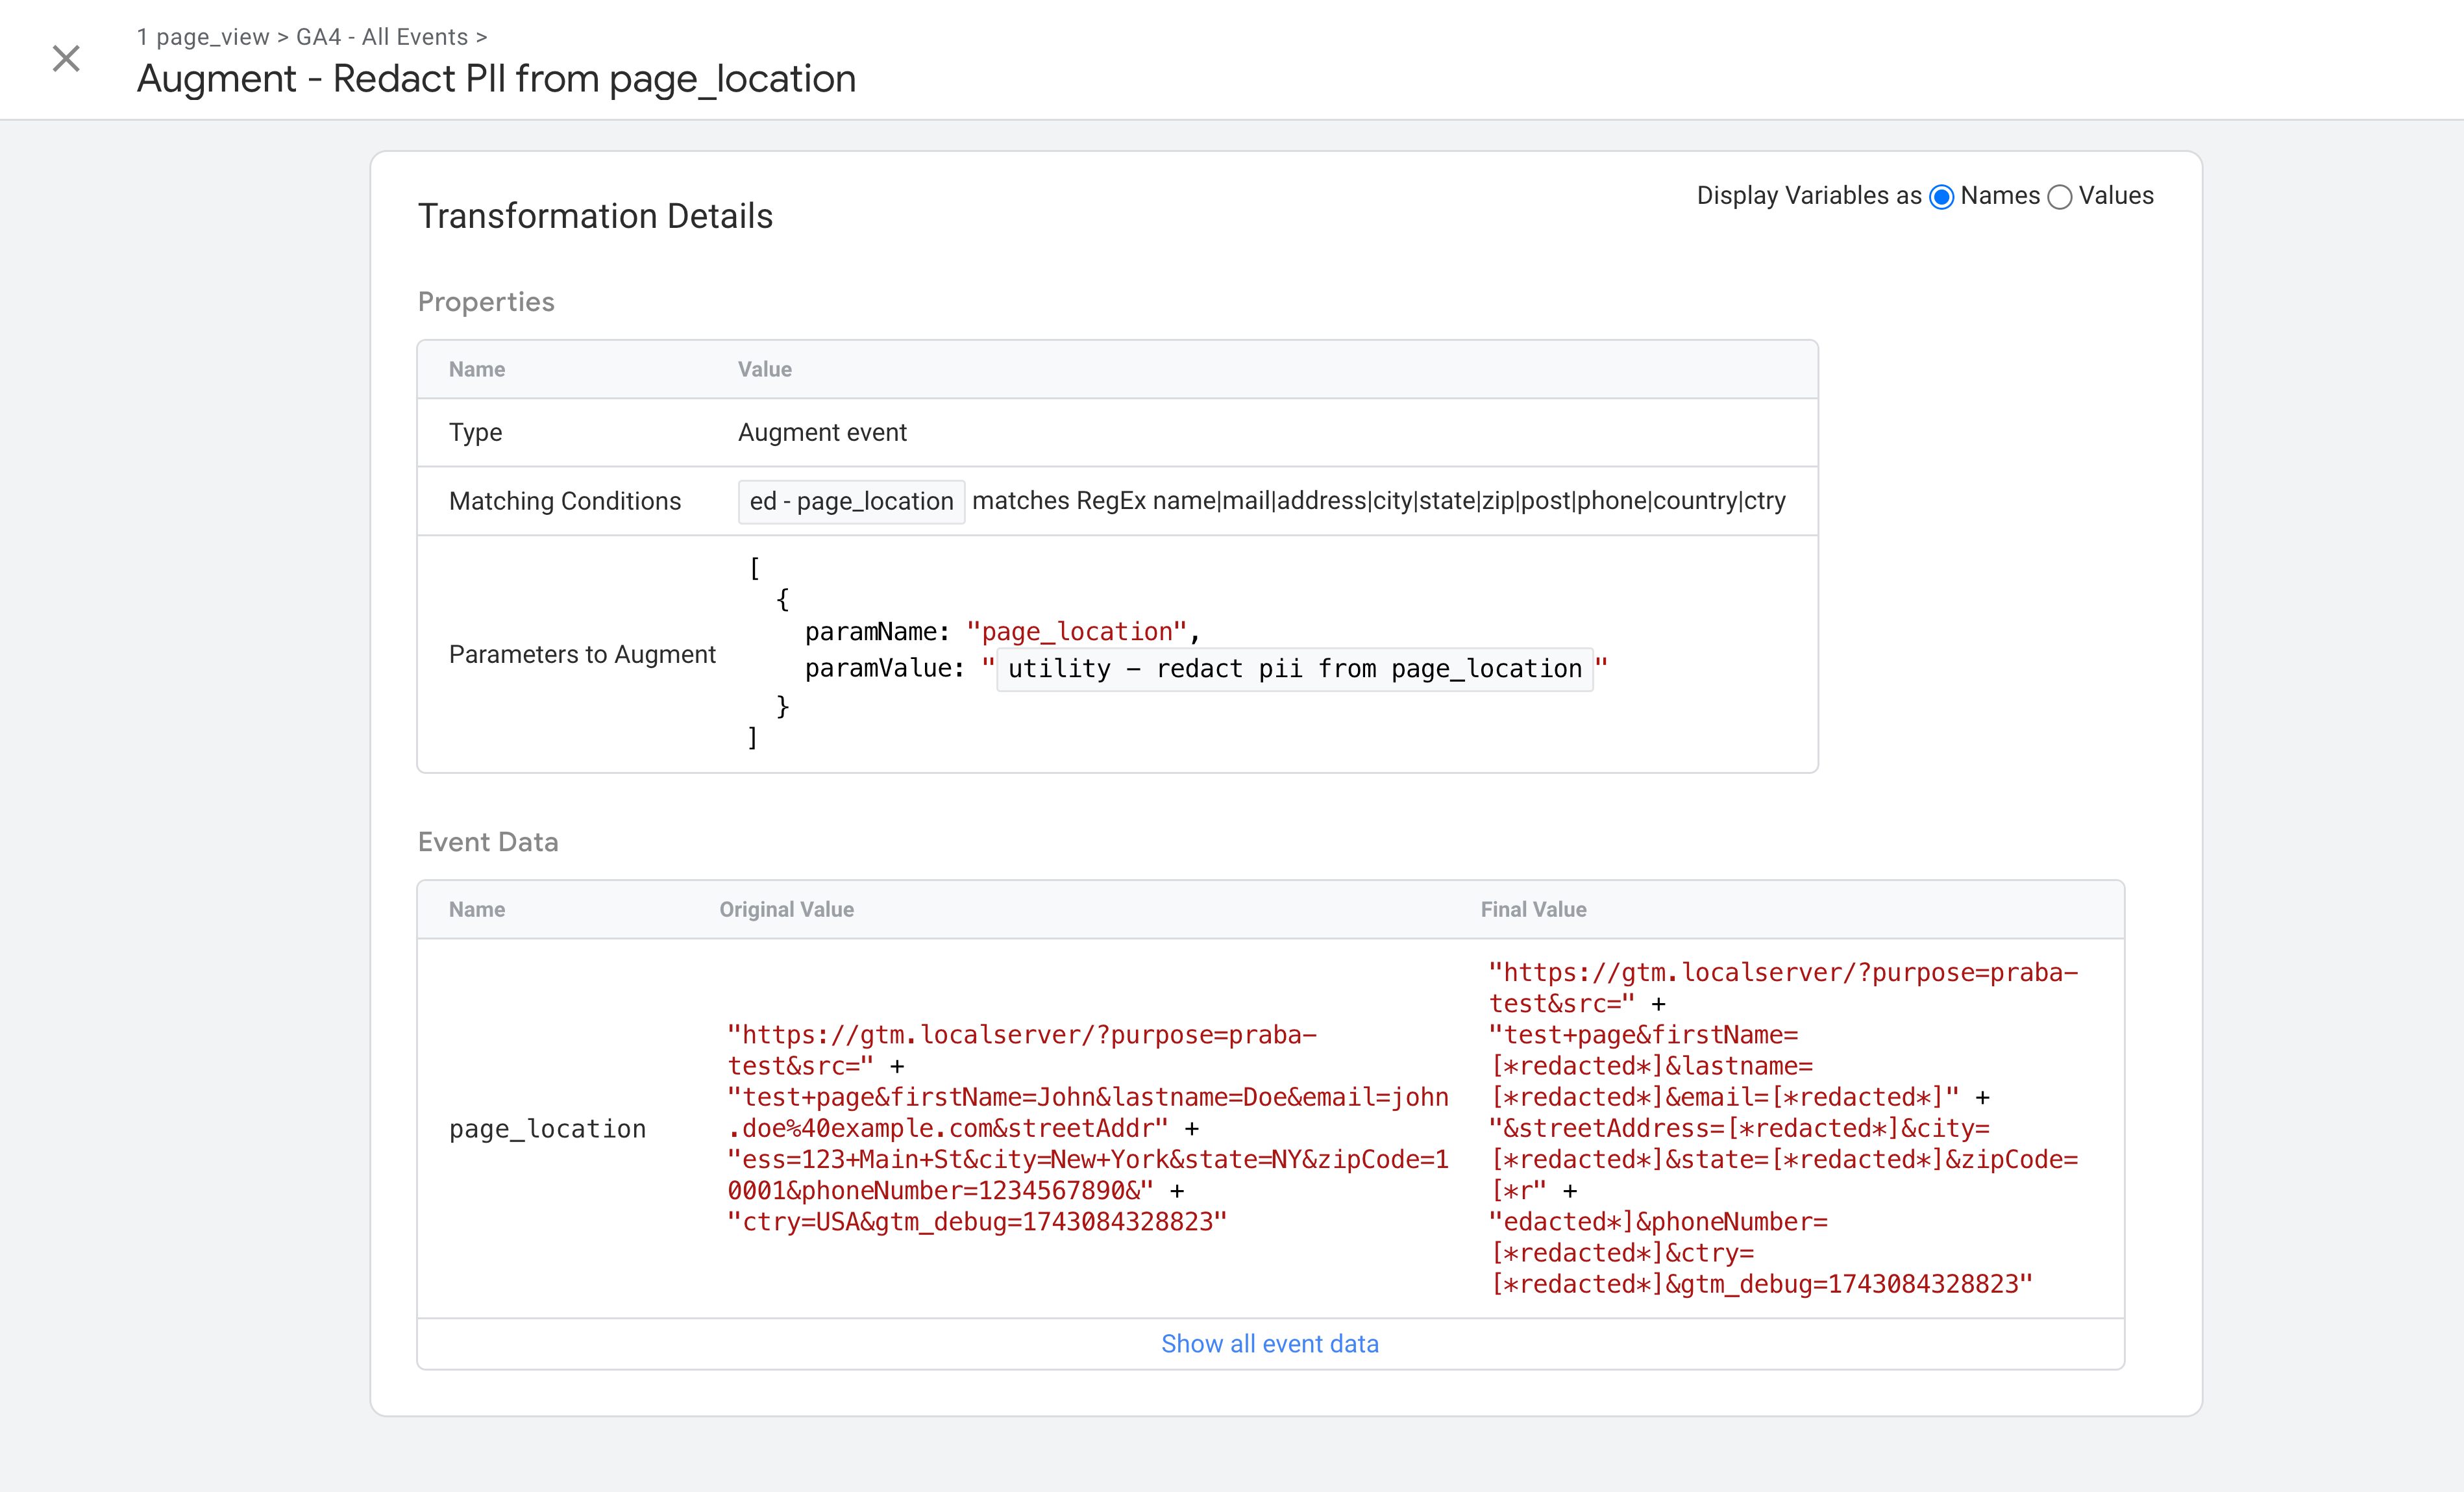 1 page_view > GA4 - All Events >
Augment - Redact PII from page_location
Transformation Details
Display Variables as Names Values
Properties
Name Value
Type Augment event
Matching Conditions ed - page_location matches RegEx name|mail|address|city|state|zip|post|phone|country|ctry
Parameters to Augment
[
{
paramName: "page_location",
paramValue: "utility – redact pii from page_location"
}
]
Event Data
Name Original Value Final Value
page_location
"https://gtm.localserver/?purpose=praba-
test&src=" +
"test+page&firstName=John&lastname=Doe&email=john
.doe%40example.com&streetAddr" +
"ess=123+Main+St&city=New+York&state=NY&zipCode=1
0001&phoneNumber=1234567890&" +
"ctry=USA&gtm_debug=1743084328823"
"https://gtm.localserver/?purpose=praba-
test&src=" +
"test+page&firstName=
[*redacted*]&lastname=
[*redacted*]&email=[*redacted*]" +
"&streetAddress=[*redacted*]&city=
[*redacted*]&state=[*redacted*]&zipCode=
[*r" +
"edacted*]&phoneNumber=
[*redacted*]&ctry=
[*redacted*]&gtm_debug=1743084328823"
Show all event data